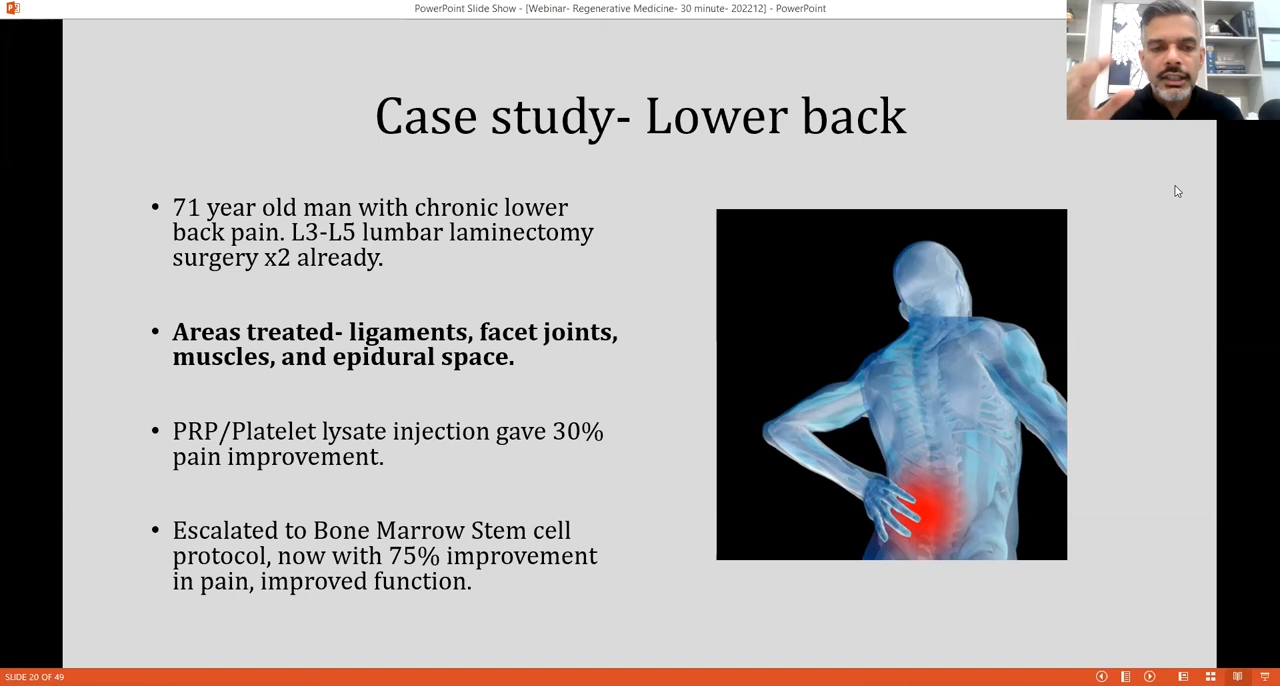 PowerPoint Slide Show - [Webinar- Regenerative Medicine- 30 minute- 202212] - PowerPoint
Case study- Lower back
• 71 year old man with chronic lower
back pain. L3-L5 lumbar laminectomy
surgery x2 already.
• Areas treated- ligaments, facet joints,
muscles, and epidural space.
• PRP/Platelet lysate injection gave 30%
pain improvement.
• Escalated to Bone Marrow Stem cell
protocol, now with 75% improvement
in pain, improved function.
SLIDE 20 OF 49